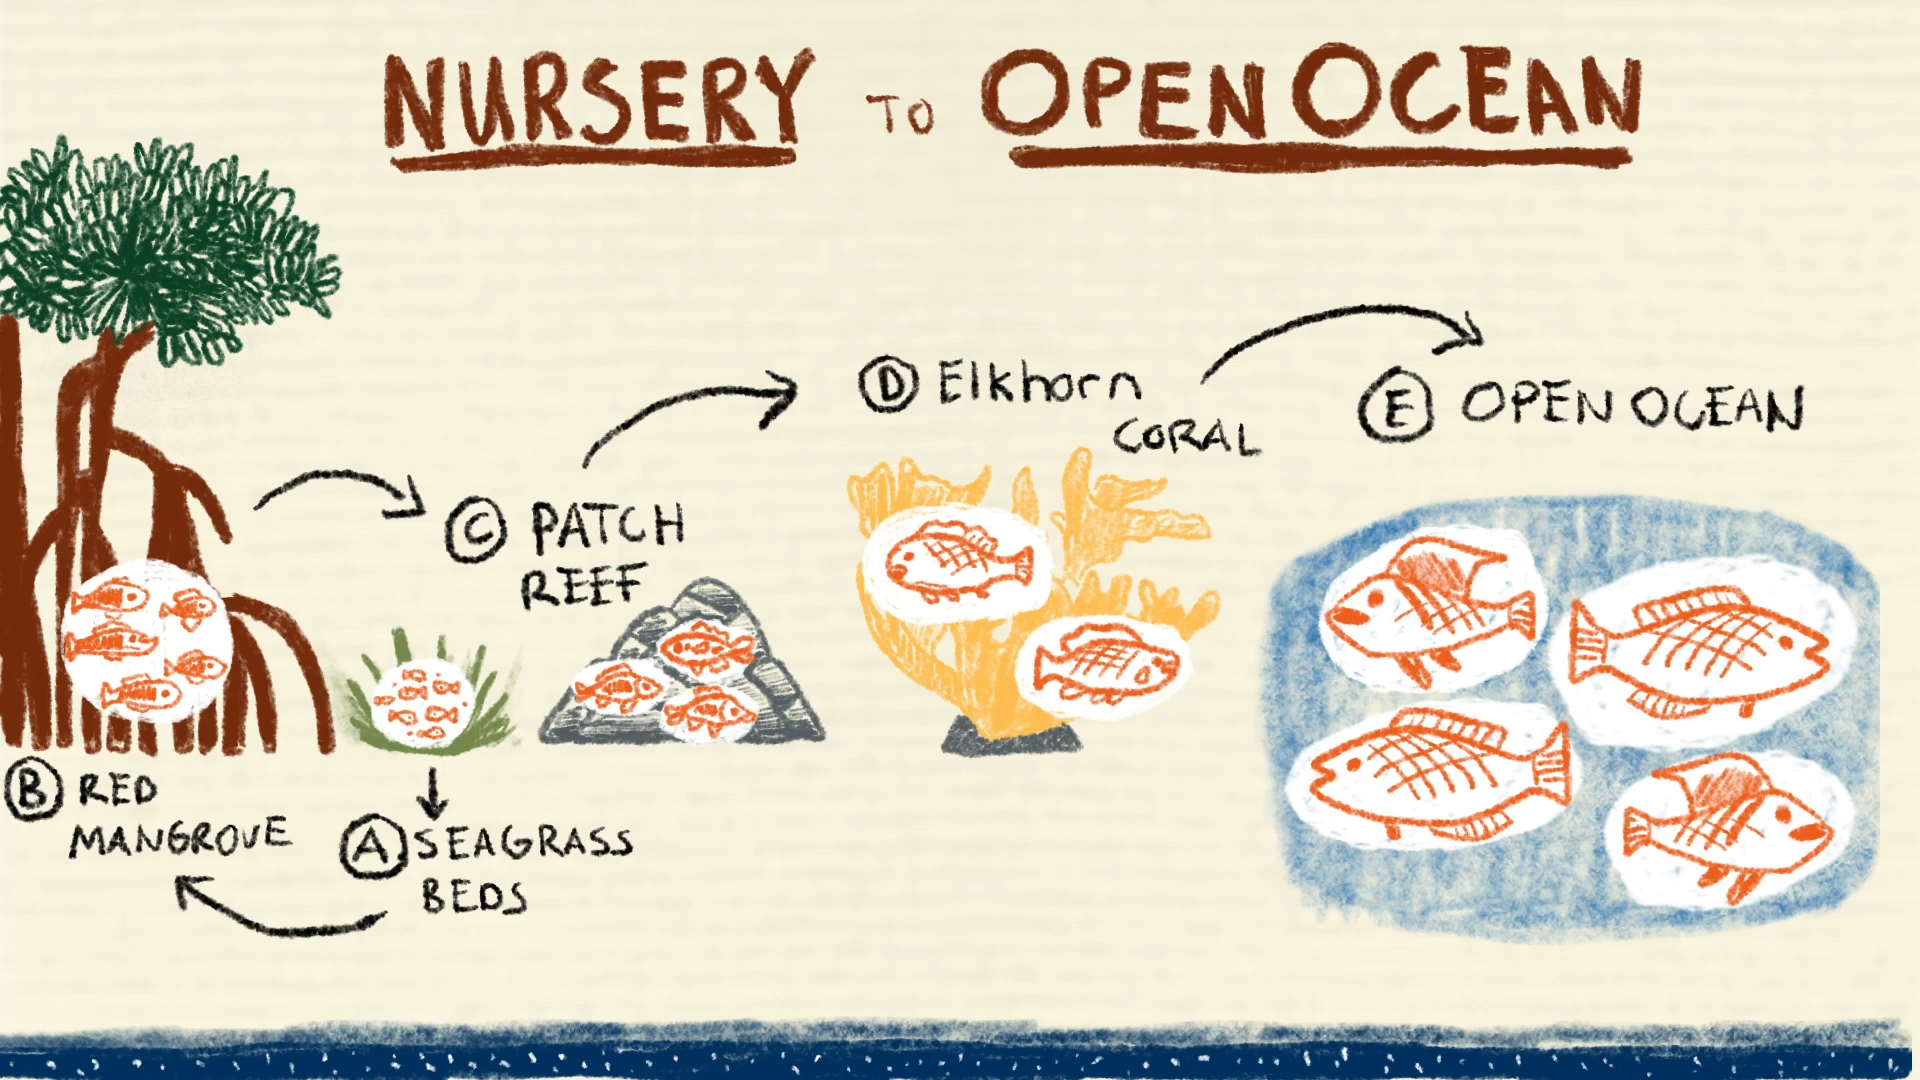 NURSERY TO OPEN OCEAN
D Elkhorn
CORAL
E OPEN OCEAN
C PATCH
REEF
B RED
MANGROVE
A SEAGRASS
BEDS